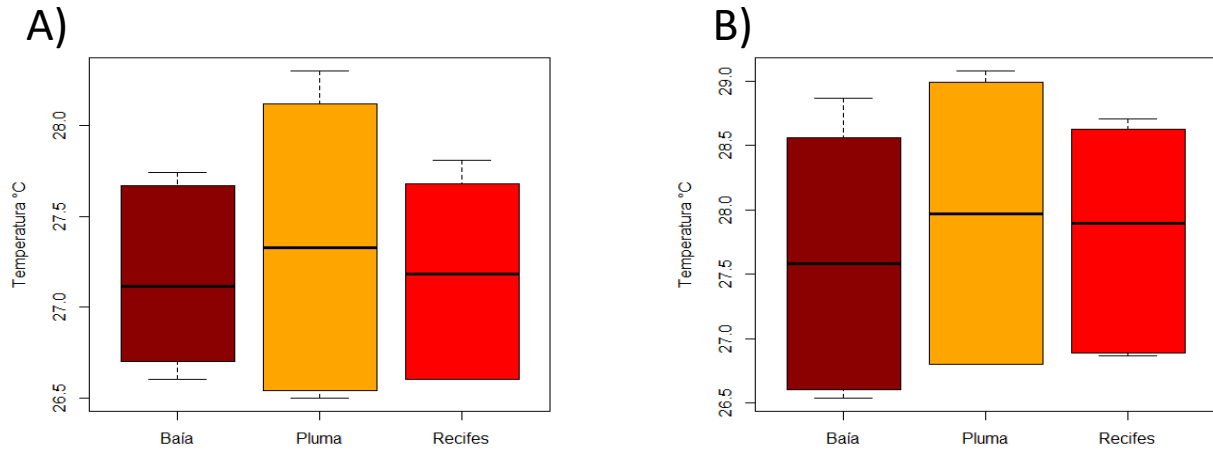 A)
Temperatura °C
28.0
27.5
27.0
26.5
Baía Pluma Recifes
B)
Temperatura °C
29.0
28.5
28.0
27.5
27.0
26.5
Baía Pluma Recifes